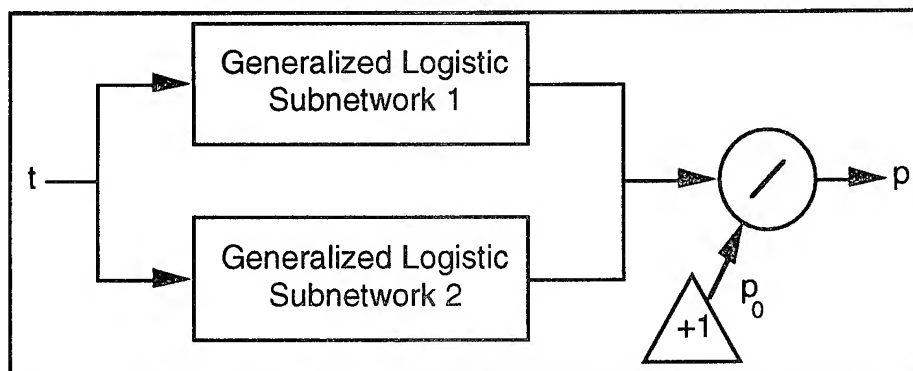 Generalized Logistic
Subnetwork 1
t
p
Generalized Logistic
Subnetwork 2
+1
p0